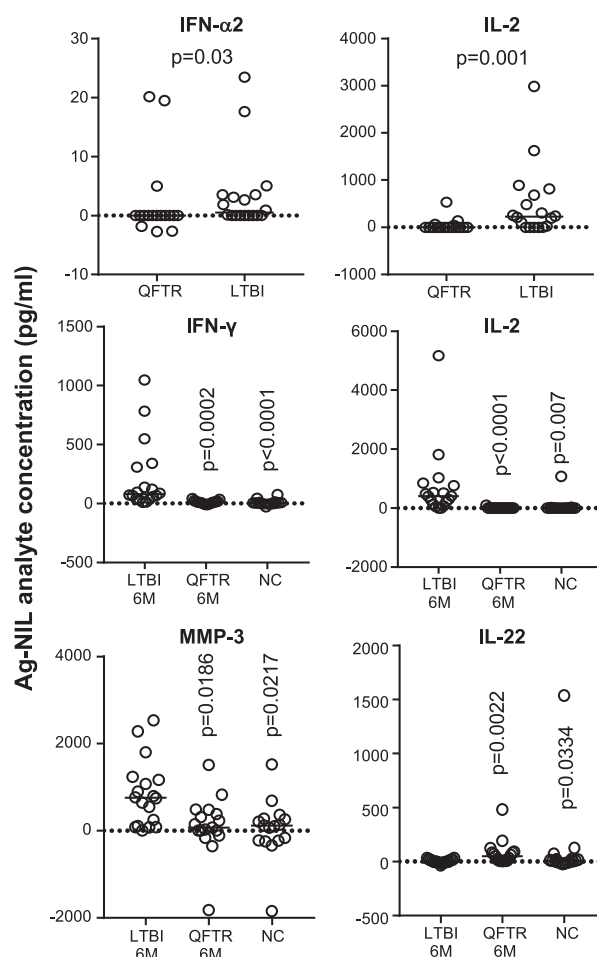 Ag-NIL analyte concentration (pg/ml)
IFN-α2
p=0.03
30
20
10
0
-10
QFTR LTBI
IL-2
p=0.001
4000
3000
2000
1000
0
-1000
QFTR LTBI
IFN-γ
1500
1000
500
0
-500
p=0.0002
p<0.0001
LTBI QFTR NC
6M 6M
IL-2
6000
4000
2000
0
-2000
p<0.0001
p=0.007
LTBI QFTR NC
6M 6M
MMP-3
4000
2000
0
-2000
p=0.0186
p=0.0217
LTBI QFTR NC
6M 6M
IL-22
2000
1500
1000
500
0
-500
p=0.0022
p=0.0334
LTBI QFTR NC
6M 6M